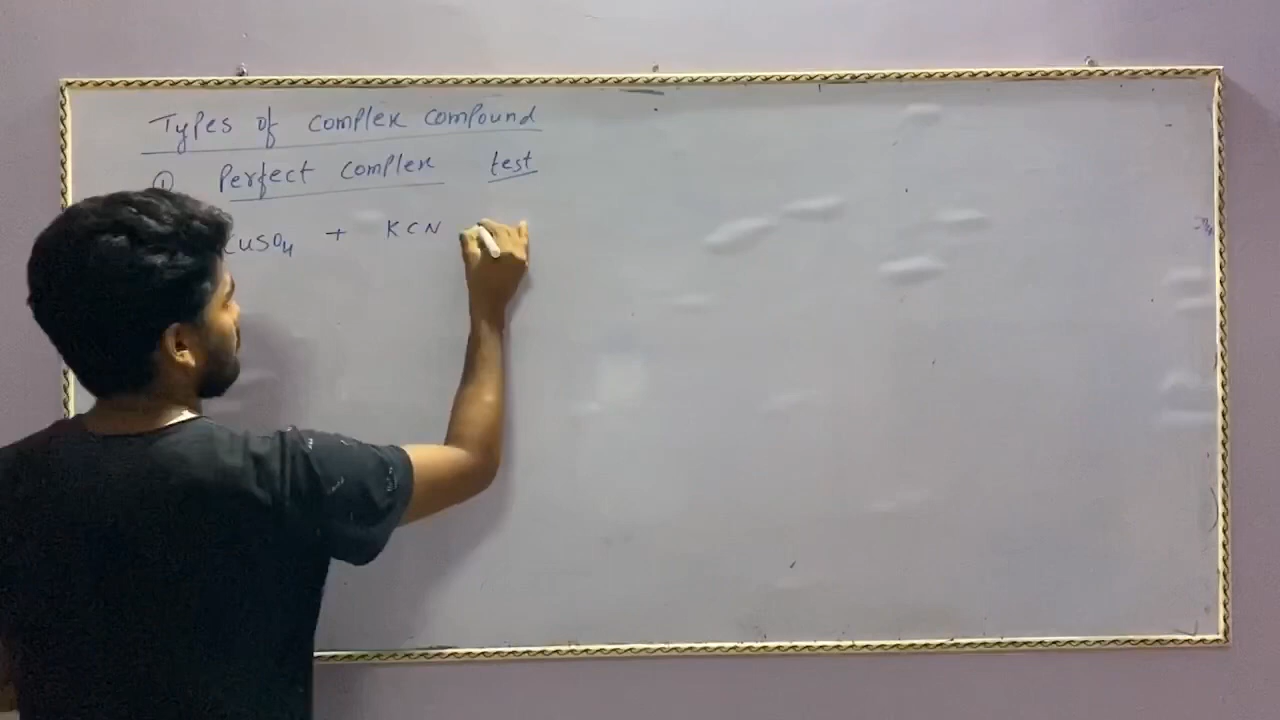 Types of complex compound
① Perfect complex test
CuSO4 + KCN